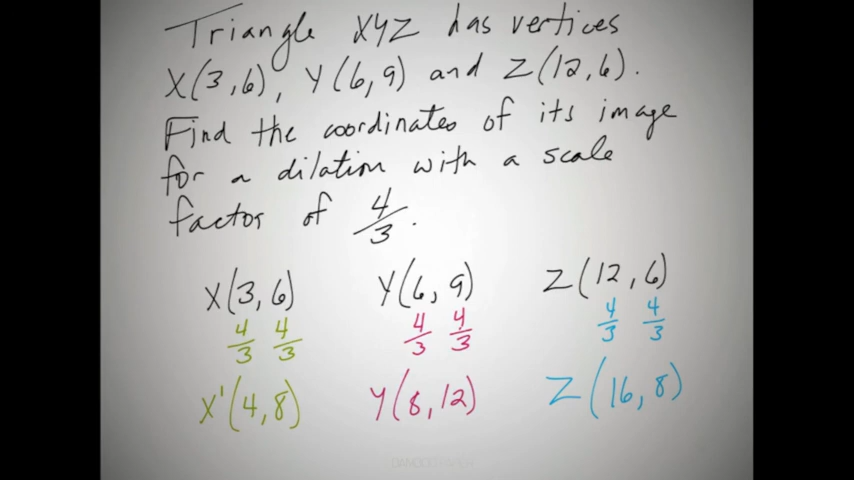 Triangle XYZ has vertices
X(3,6), Y(6,9) and Z(12,6).
Find the coordinates of its image
for a dilation with a scale
factor of 4/3.
X(3,6) Y(6,9) Z(12,6)
4/3 4/3 4/3 4/3 4/3 4/3
X'(4,8) Y(8,12) Z(16,8)